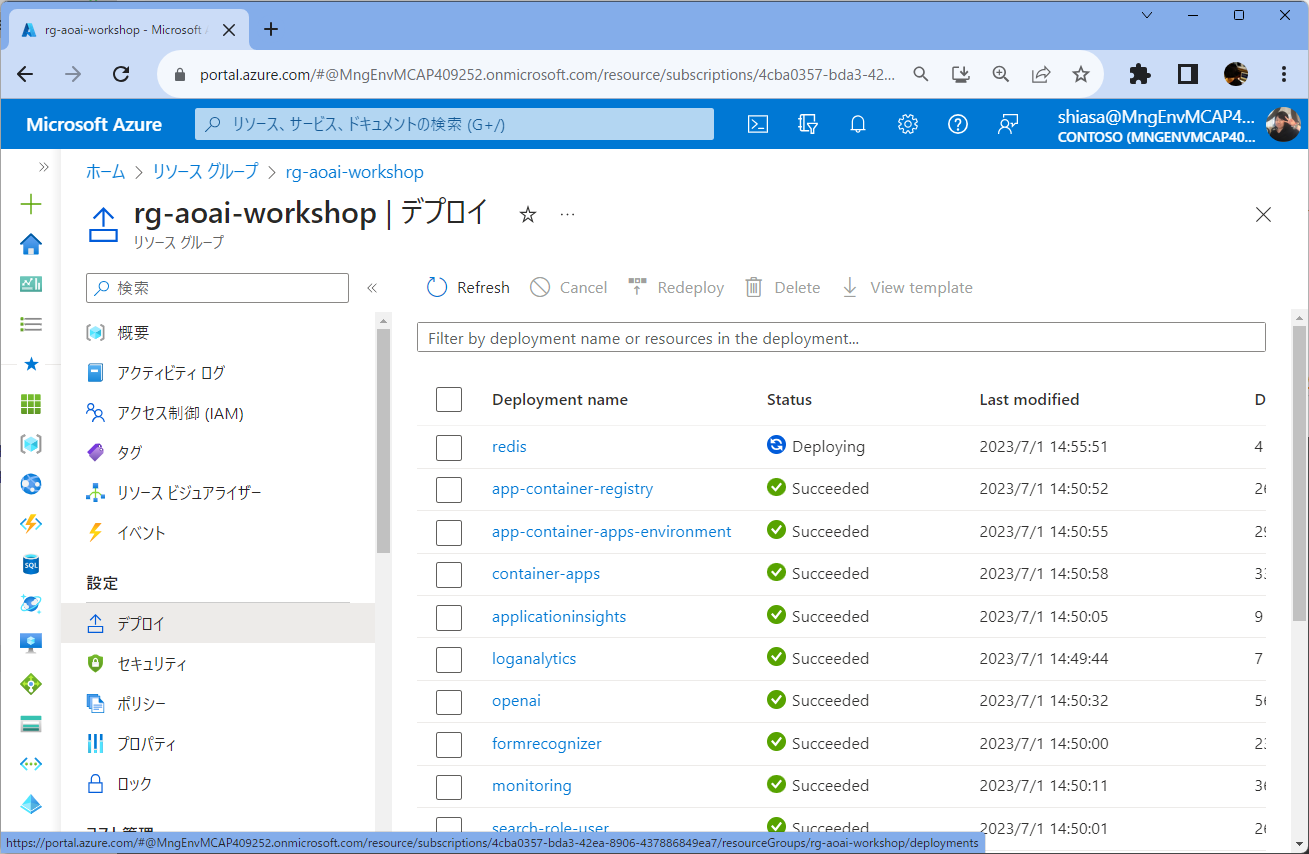 rg-aoai-workshop - Microsoft
portal.azure.com/#@MngEnvMCAP409252.onmicrosoft.com/resource/subscriptions/4cba0357-bda3-42...
Microsoft Azure
リソース、サービス、ドキュメントの検索 (G+/)
shiasa@MngEnvMCAP4...
CONTOSO (MNGENVMCAP40...
ホーム > リソース グループ > rg-aoai-workshop
rg-aoai-workshop | デプロイ
リソース グループ
検索
Refresh Cancel Redeploy Delete View template
概要
アクティビティ ログ
アクセス制御 (IAM)
タグ
リソース ビジュアライザー
イベント
設定
デプロイ
セキュリティ
ポリシー
プロパティ
ロック
コスト管理
Filter by deployment name or resources in the deployment...
Deployment name Status Last modified D
redis Deploying 2023/7/1 14:55:51 4
app-container-registry Succeeded 2023/7/1 14:50:52
app-container-apps-environment Succeeded 2023/7/1 14:50:55
container-apps Succeeded 2023/7/1 14:50:58
applicationinsights Succeeded 2023/7/1 14:50:05 9
loganalytics Succeeded 2023/7/1 14:49:44 7
openai Succeeded 2023/7/1 14:50:32
formrecognizer Succeeded 2023/7/1 14:50:00
monitoring Succeeded 2023/7/1 14:50:11
search-role-user Succeeded 2023/7/1 14:50:01
https://portal.azure.com/#@MngEnvMCAP409252.onmicrosoft.com/resource/subscriptions/4cba0357-bda3-42ea-8906-437886849ea7/resourceGroups/rg-aoai-workshop/deployments